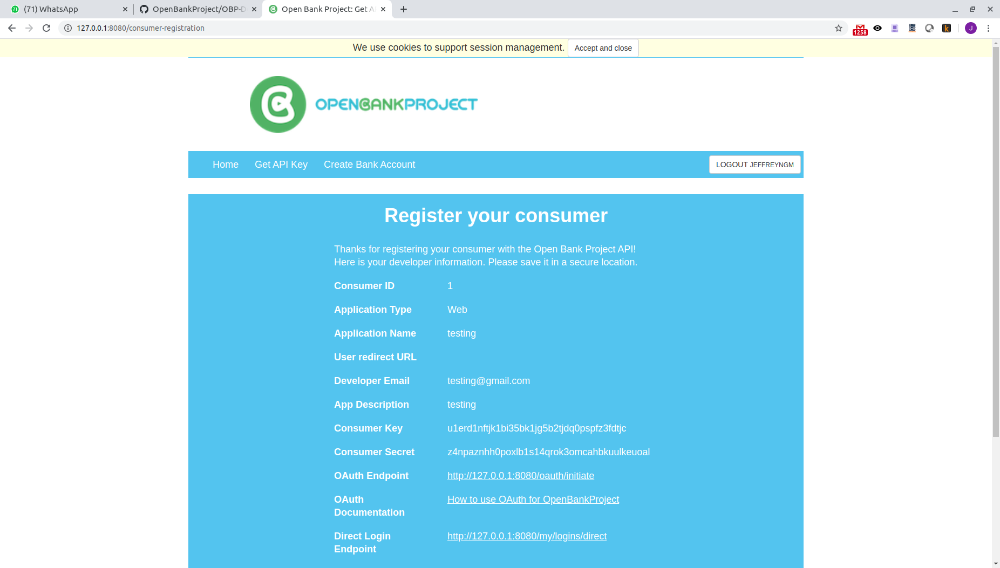 71 (71) WhatsApp
OpenBankProject/OBP-D
Open Bank Project: Get A
127.0.0.1:8080/consumer-registration
1258
k
J
We use cookies to support session management. Accept and close
OPENBANKPROJECT
Home Get API Key Create Bank Account LOGOUT JEFFREYNGM
Register your consumer
Thanks for registering your consumer with the Open Bank Project API!
Here is your developer information. Please save it in a secure location.
Consumer ID 1
Application Type Web
Application Name testing
User redirect URL
Developer Email testing@gmail.com
App Description testing
Consumer Key u1erd1nftjk1bi35bk1jg5b2tjdq0pspfz3fdtjc
Consumer Secret z4npaznhh0poxlb1s14qrok3omcahbkuulkeuoal
OAuth Endpoint http://127.0.0.1:8080/oauth/initiate
OAuth Documentation How to use OAuth for OpenBankProject
Direct Login Endpoint http://127.0.0.1:8080/my/logins/direct